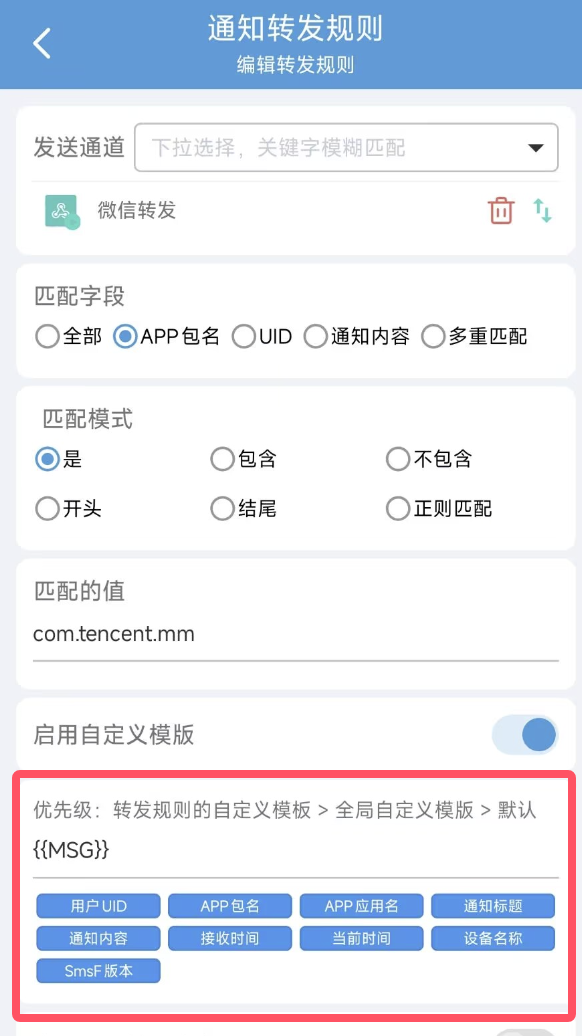 通知转发规则
编辑转发规则
发送通道 下拉选择，关键字模糊匹配
微信转发
匹配字段
全部 APP包名 UID 通知内容 多重匹配
匹配模式
是 包含 不包含
开头 结尾 正则匹配
匹配的值
com.tencent.mm
启用自定义模版
优先级：转发规则的自定义模板 > 全局自定义模版 > 默认
{{MSG}}
用户UID APP包名 APP应用名 通知标题
通知内容 接收时间 当前时间 设备名称
SmsF版本